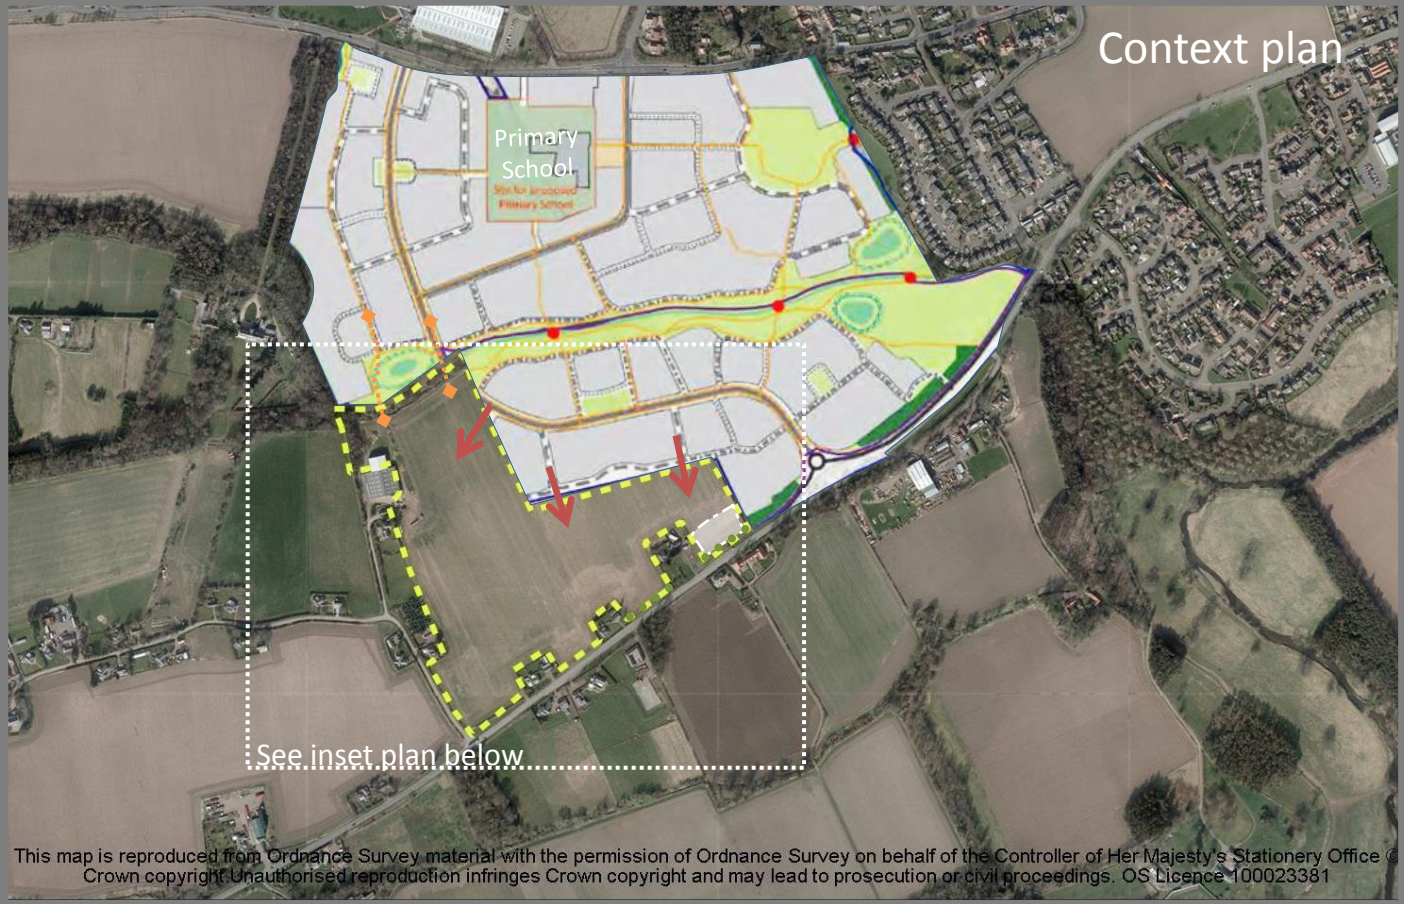 Context plan
Primary
School
Site for proposed
Primary School
See inset plan below
This map is reproduced from Ordnance Survey material with the permission of Ordnance Survey on behalf of the Controller of Her Majesty's Stationery Office ©
Crown copyright.Unauthorised reproduction infringes Crown copyright and may lead to prosecution or civil proceedings. OS Licence 100023381